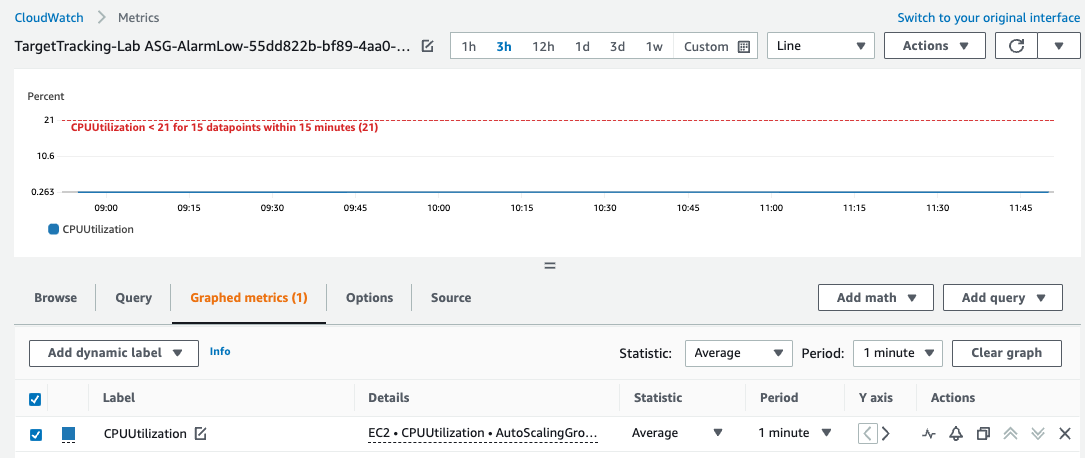 CloudWatch > Metrics
Switch to your original interface
TargetTracking-Lab ASG-AlarmLow-55dd822b-bf89-4aa0-...
1h 3h 12h 1d 3d 1w Custom
Line
Actions
Percent
21
CPUUtilization < 21 for 15 datapoints within 15 minutes (21)
10.6
0.263
09:00 09:15 09:30 09:45 10:00 10:15 10:30 10:45 11:00 11:15 11:30 11:45
CPUUtilization
Browse Query Graphed metrics (1) Options Source
Add math Add query
Add dynamic label Info
Statistic: Average Period: 1 minute Clear graph
Label Details Statistic Period Y axis Actions
CPUUtilization EC2 • CPUUtilization • AutoScalingGro... Average 1 minute